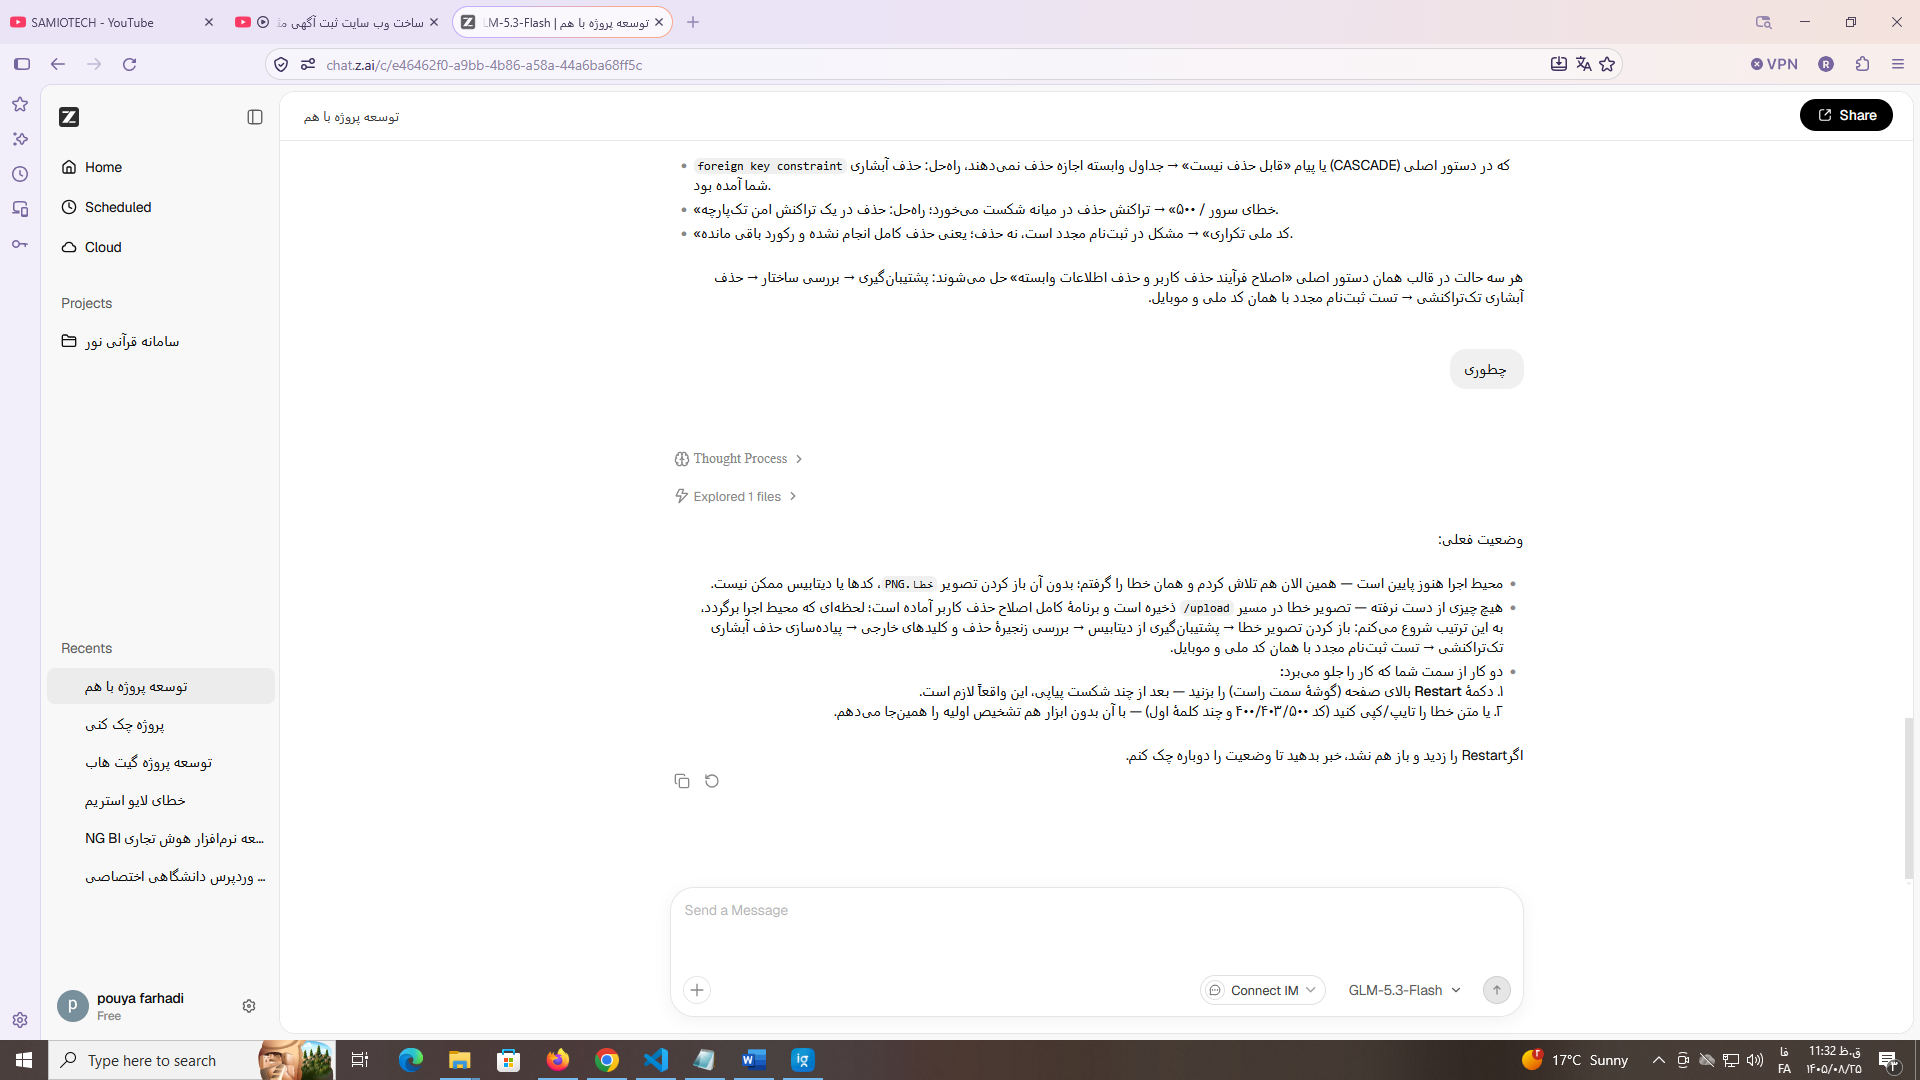 SAMIOTECH - YouTube
ساخت وب سایت ثبت آگهی
توسعه پروژه با هم | LM-5.3-Flash
chat.z.ai/c/e46462f0-a9bb-4b86-a58a-44a6ba68ff5c
VPN
R
Z
توسعه پروژه با هم
Share
Home
Scheduled
Cloud
Projects
سامانه قرآنی نور
Recents
توسعه پروژه با هم
پروژه چک کنی
توسعه پروژه گیت هاب
خطای لایو استریم
...عه نرم‌افزار هوش تجاری NG BI
... وردپرس دانشگاهی اختصاصی
p
pouya farhadi
Free
foreign key constraint یا پیام «قابل حذف نیست» → جداول وابسته اجازه حذف نمی‌دهند، راه‌حل: حذف آبشاری (CASCADE) که در دستور اصلی
شما آمده بود.
«خطای سرور / ۵۰۰» → تراکنش حذف در میانه شکست می‌خورد؛ راه‌حل: حذف در یک تراکنش امن تک‌پارچه.
«کد ملی تکراری» → مشکل در ثبت‌نام مجدد است، نه حذف؛ یعنی حذف کامل انجام نشده و رکورد باقی مانده.
هر سه حالت در قالب همان دستور اصلی «اصلاح فرآیند حذف کاربر و حذف اطلاعات وابسته» حل می‌شوند: پشتیبان‌گیری → بررسی ساختار → حذف
آبشاری تک‌تراکنشی → تست ثبت‌نام مجدد با همان کد ملی و موبایل.
چطوری
Thought Process
Explored 1 files
وضعیت فعلی:
محیط اجرا هنوز پایین است — همین الان هم تلاش کردم و همان خطا را گرفتم؛ بدون آن باز کردن تصویر خطا.PNG، کدها یا دیتابیس ممکن نیست.
هیچ چیزی از دست نرفته — تصویر خطا در مسیر upload/ ذخیره است و برنامهٔ کامل اصلاح حذف کاربر آماده است؛ لحظه‌ای که محیط اجرا برگردد،
به این ترتیب شروع می‌کنم: باز کردن تصویر خطا → پشتیبان‌گیری از دیتابیس → بررسی زنجیرهٔ حذف و کلیدهای خارجی → پیاده‌سازی حذف آبشاری
تک‌تراکنشی → تست ثبت‌نام مجدد با همان کد ملی و موبایل.
دو کار از سمت شما که کار را جلو می‌برد:
۱. دکمهٔ Restart بالای صفحه (گوشهٔ سمت راست) را بزنید — بعد از چند شکست پیاپی، این واقعاً لازم است.
۲. یا متن خطا را تایپ/کپی کنید (کد ۴۰۰/۴۰۳/۵۰۰ و چند کلمهٔ اول) — با آن بدون ابزار هم تشخیص اولیه را همین‌جا می‌دهم.
اگر Restart را زدید و باز هم نشد، خبر بدهید تا وضعیت را دوباره چک کنم.
Send a Message
Connect IM
GLM-5.3-Flash
Type here to search
17°C Sunny
فا
FA
11:32 ق.ظ
۱۴۰۵/۰۸/۲۵